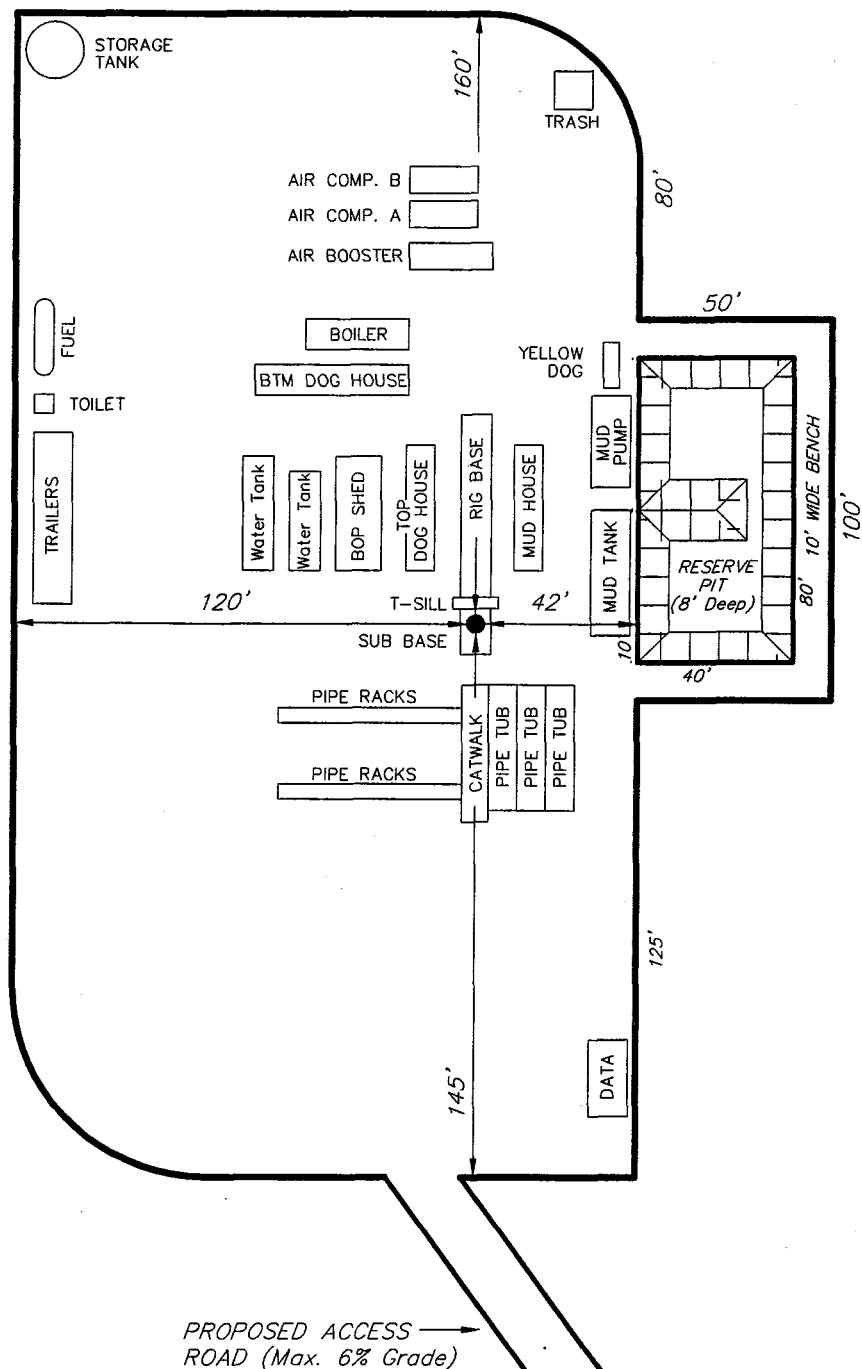 STORAGE
TANK
160'
TRASH
AIR COMP. B
AIR COMP. A
AIR BOOSTER
80'
50'
FUEL
BOILER
YELLOW
DOG
BTM DOG HOUSE
TOILET
TRAILERS
Water Tank
Water Tank
BOP SHED
TOP
DOG HOUSE
RIG BASE
MUD HOUSE
MUD
PUMP
MUD TANK
RESERVE
PIT
(8' Deep)
80'
10' WIDE BENCH
100'
120'
T-SILL
42'
SUB BASE
10'
40'
PIPE RACKS
PIPE RACKS
CATWALK
PIPE TUB
PIPE TUB
PIPE TUB
125'
145'
DATA
PROPOSED ACCESS
ROAD (Max. 6% Grade)